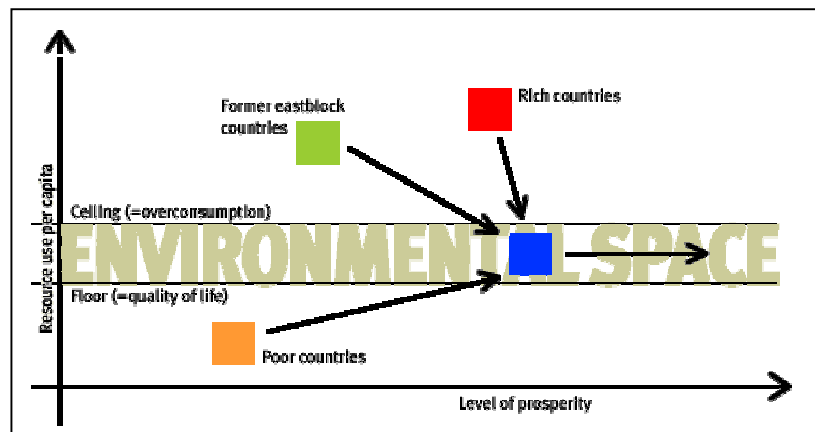 Former eastblock
countries
Rich countries
Resource use per capita
Ceiling (=overconsumption)
ENVIRONMENTAL SPACE
Floor (=quality of life)
Poor countries
Level of prosperity